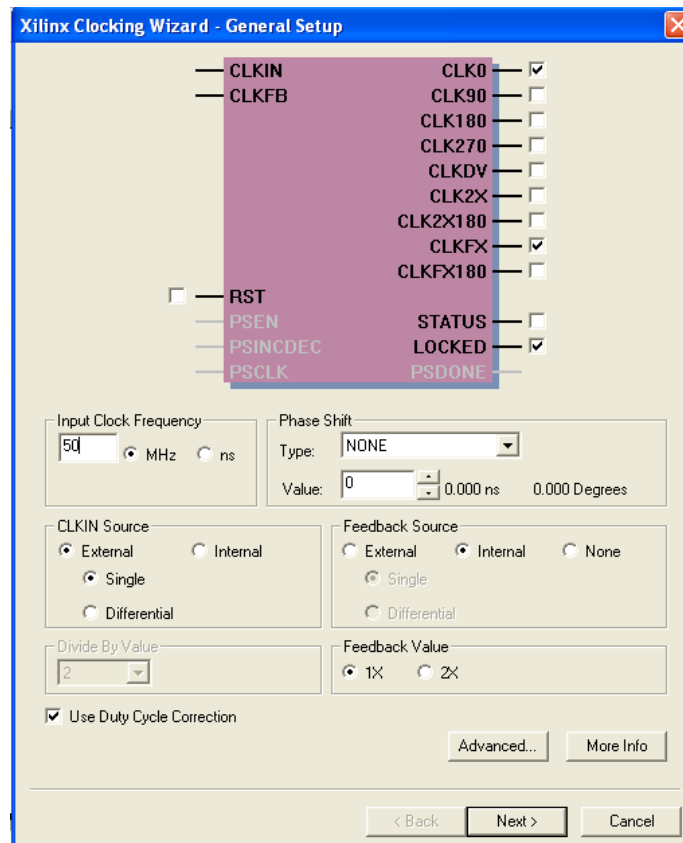 Xilinx Clocking Wizard - General Setup
CLKIN CLK0
CLKFB CLK90
CLK180
CLK270
CLKDV
CLK2X
CLK2X180
CLKFX
CLKFX180
RST
PSEN STATUS
PSINCDEC LOCKED
PSCLK PSDONE
Input Clock Frequency Phase Shift
50 MHz ns Type: NONE
Value: 0 0.000 ns 0.000 Degrees
CLKIN Source Feedback Source
External Internal External Internal None
Single Single
Differential Differential
Divide By Value Feedback Value
2 1X 2X
Use Duty Cycle Correction
Advanced... More Info
< Back Next > Cancel